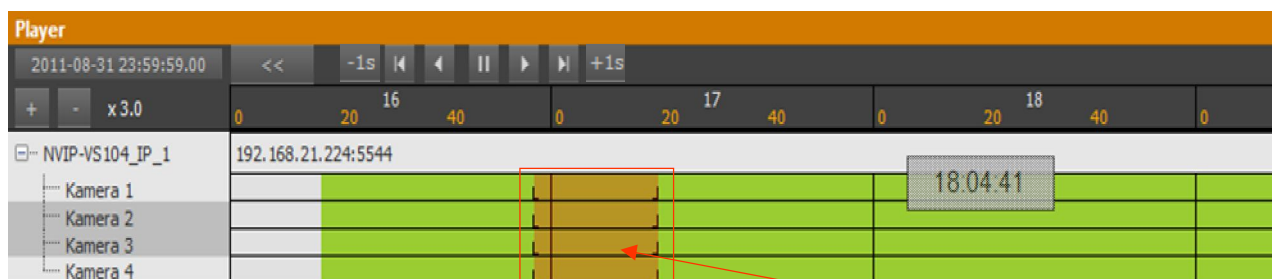 Player
2011-08-31 23:59:59.00 << -1s +1s
+ - x 3.0 16 17 18
0 20 40 0 20 40 0 20 40 0
NVIP-VS104_IP_1 192.168.21.224:5544
Kamera 1 18.04.41
Kamera 2
Kamera 3
Kamera 4